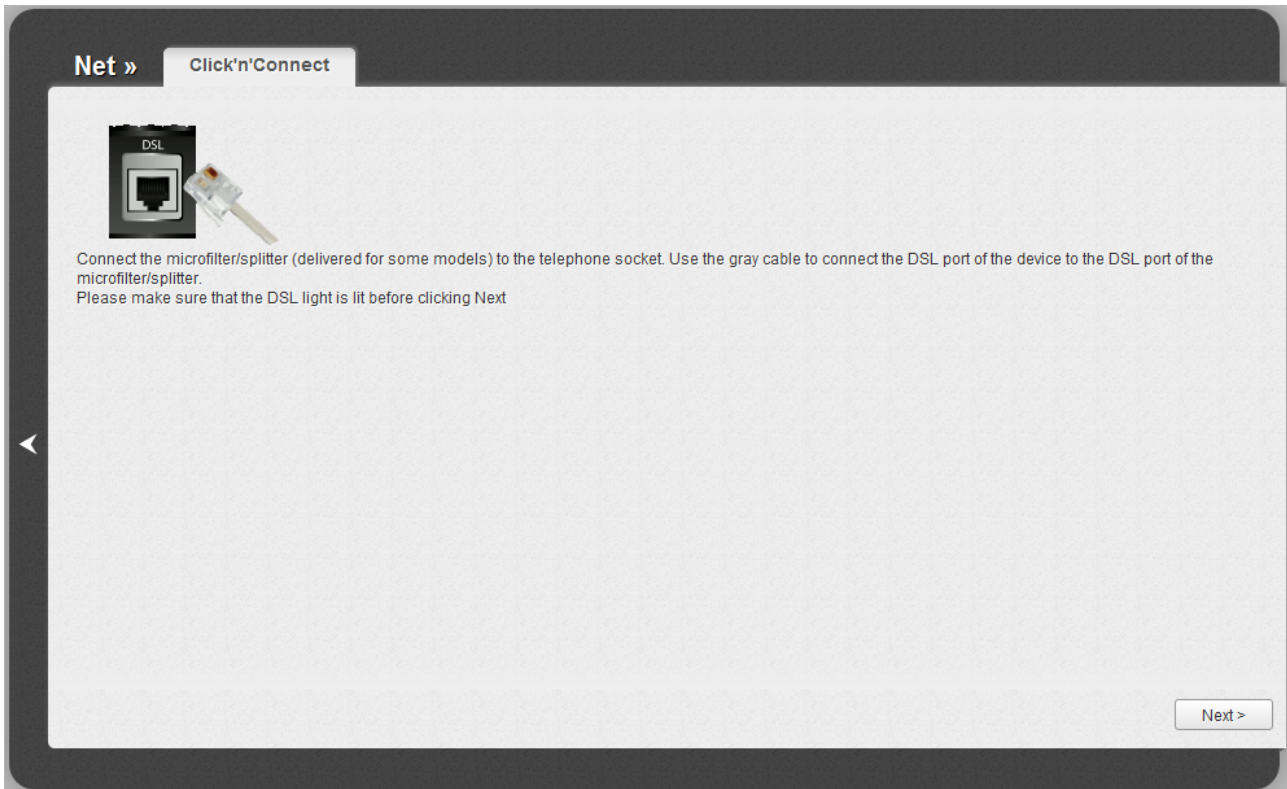 Net »
Click'n'Connect
DSL
Connect the microfilter/splitter (delivered for some models) to the telephone socket. Use the gray cable to connect the DSL port of the device to the DSL port of the
microfilter/splitter.
Please make sure that the DSL light is lit before clicking Next
Next >